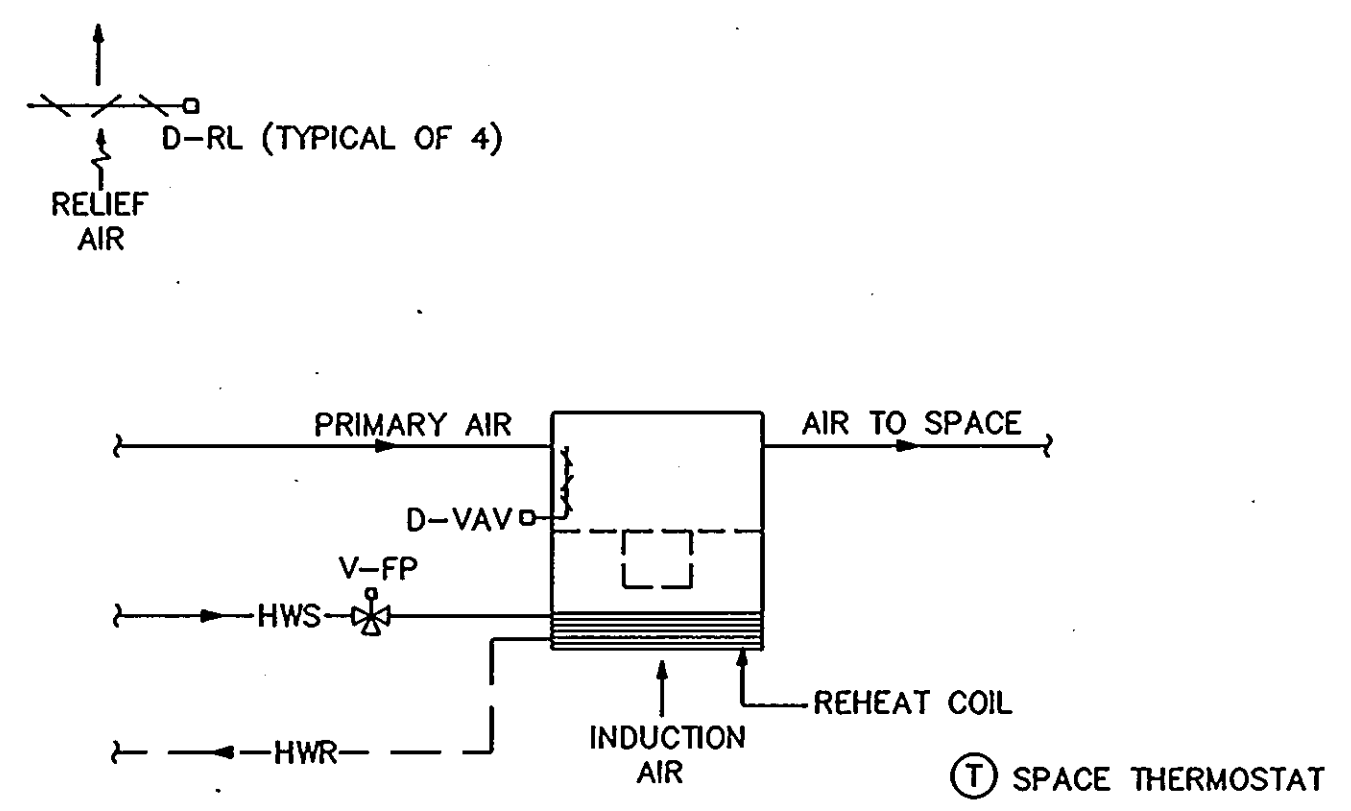 D-RL (TYPICAL OF 4)
RELIEF
AIR
PRIMARY AIR
AIR TO SPACE
D-VAV
V-FP
HWS
REHEAT COIL
INDUCTION
AIR
HWR
T SPACE THERMOSTAT